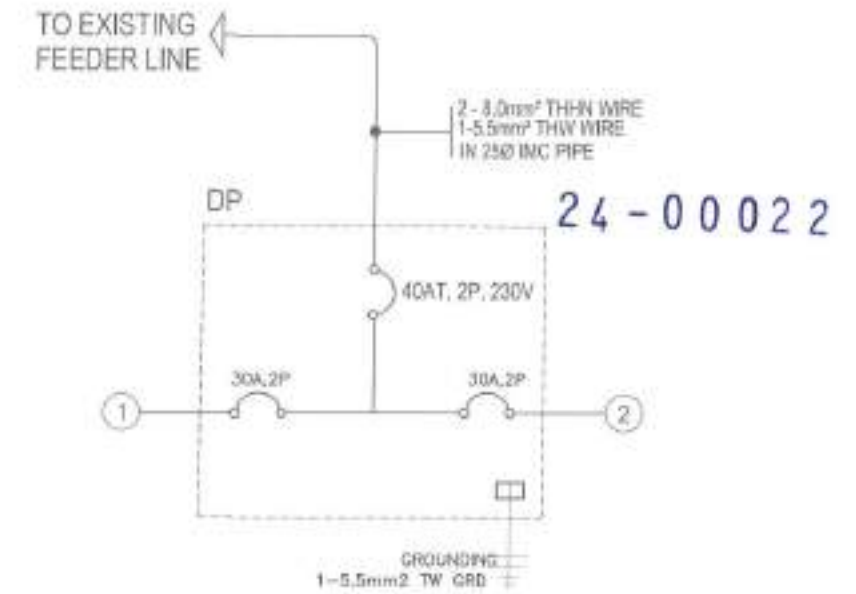 TO EXISTING
FEEDER LINE
2 - 8.0mm² THHN WIRE
1-5.5mm² THW WIRE
IN 25Ø IMC PIPE
DP
24-00022
40AT, 2P, 230V
30A,2P
30A,2P
1
2
GROUNDING
1-5.5mm2 TW GRD